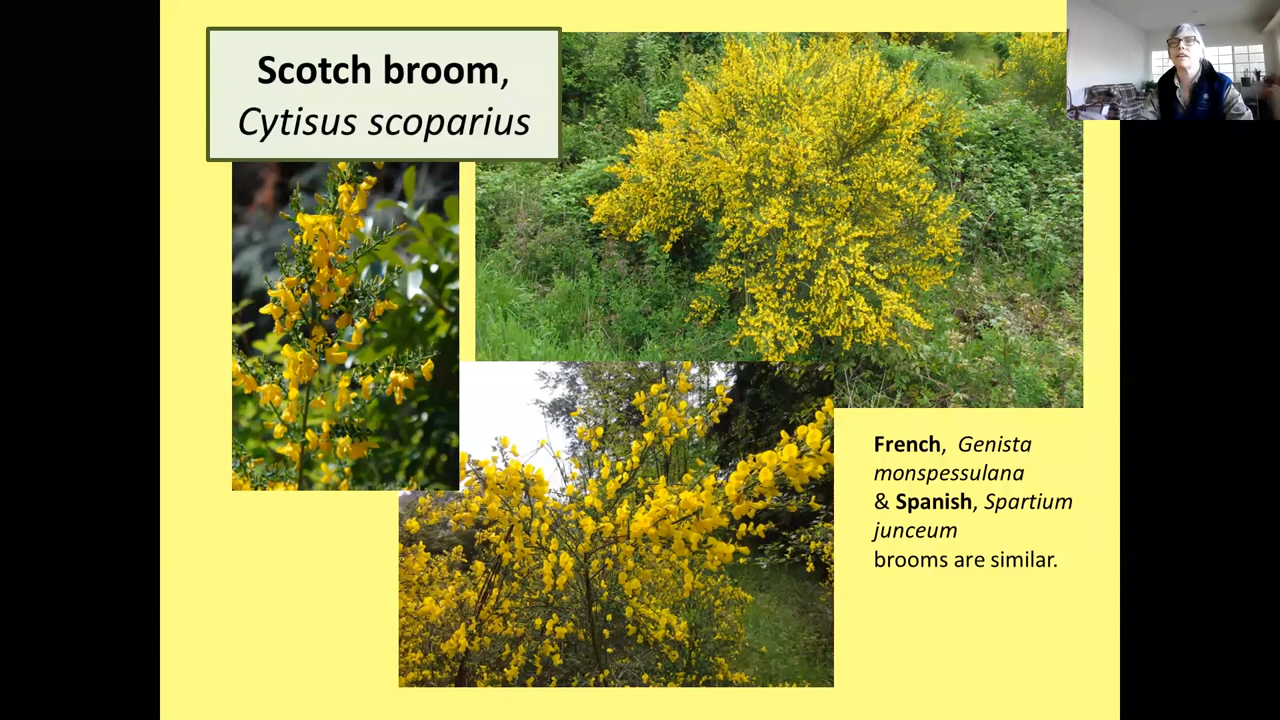 Scotch broom,
Cytisus scoparius
French, Genista
monspessulana
& Spanish, Spartium
junceum
brooms are similar.